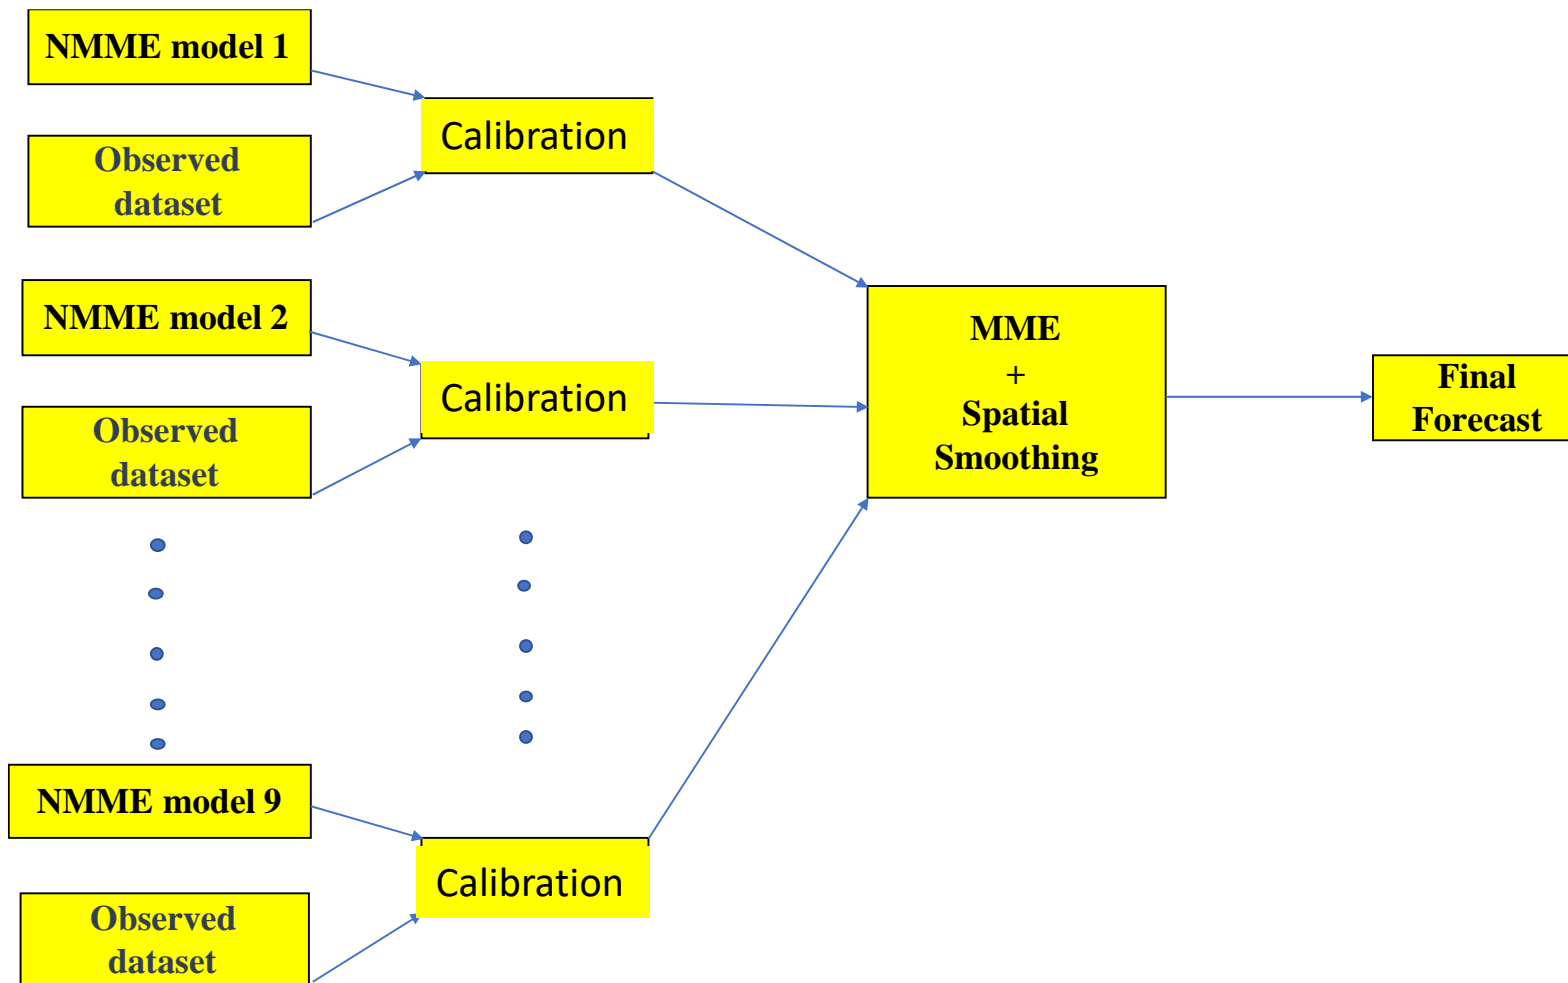 NMME model 1
Observed
dataset
Calibration
NMME model 2
Observed
dataset
Calibration
NMME model 9
Observed
dataset
Calibration
MME
+
Spatial
Smoothing
Final
Forecast